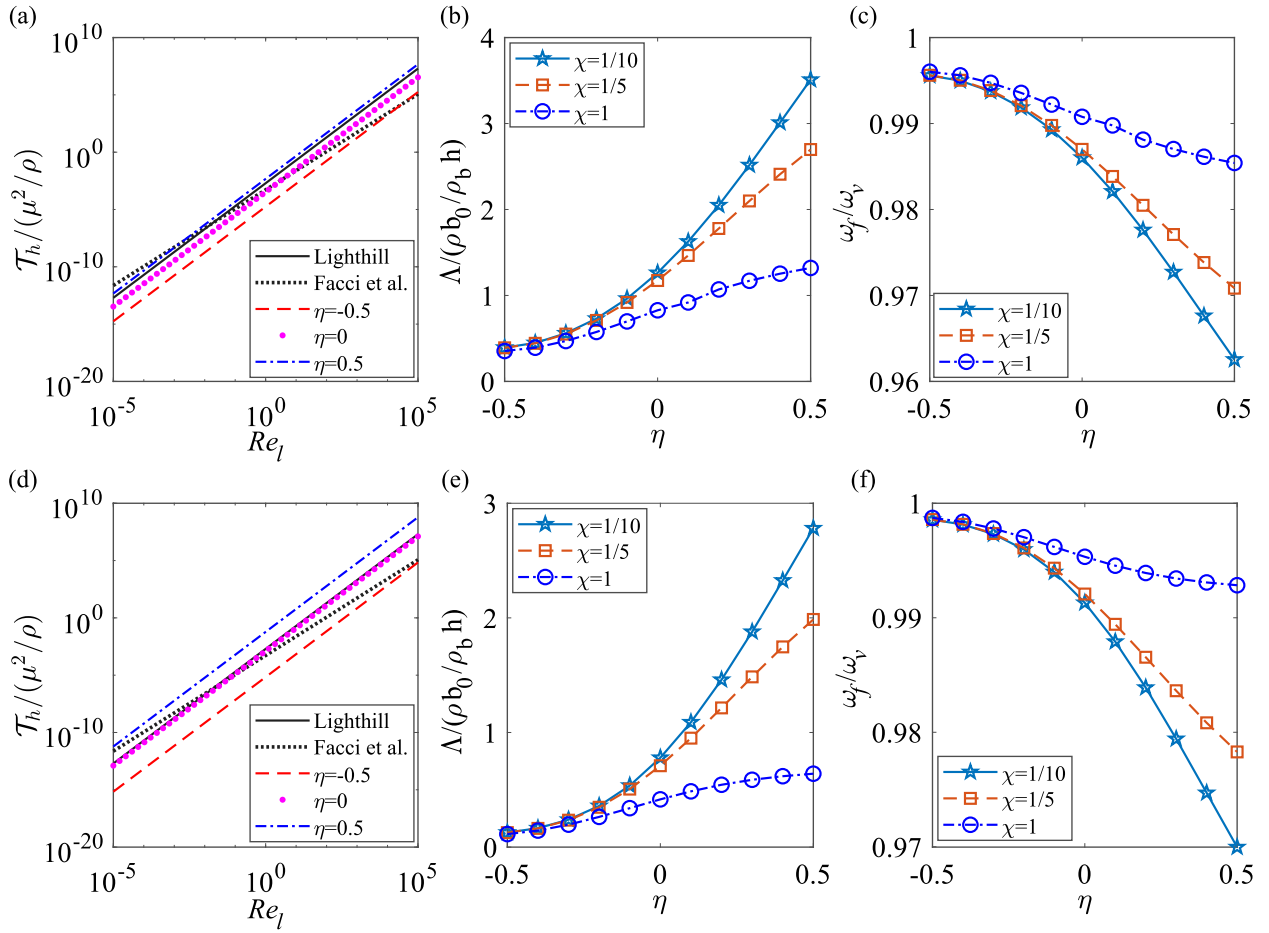 (a)
10^10
10^0
10^-10
10^-20
𝒯_h/(μ^2/ρ)
Lighthill
Facci et al.
η=-0.5
η=0
η=0.5
10^-5
10^0
10^5
Re_l
(b)
4
3
2
1
0
Λ/(ρb_0/ρ_b h)
χ=1/10
χ=1/5
χ=1
-0.5
0
0.5
η
(c)
1
0.99
0.98
0.97
0.96
ω_f/ω_v
χ=1/10
χ=1/5
χ=1
-0.5
0
0.5
η
(d)
10^10
10^0
10^-10
10^-20
𝒯_h/(μ^2/ρ)
Lighthill
Facci et al.
η=-0.5
η=0
η=0.5
10^-5
10^0
10^5
Re_l
(e)
3
2
1
0
Λ/(ρb_0/ρ_b h)
χ=1/10
χ=1/5
χ=1
-0.5
0
0.5
η
(f)
1
0.99
0.98
0.97
ω_f/ω_v
χ=1/10
χ=1/5
χ=1
-0.5
0
0.5
η